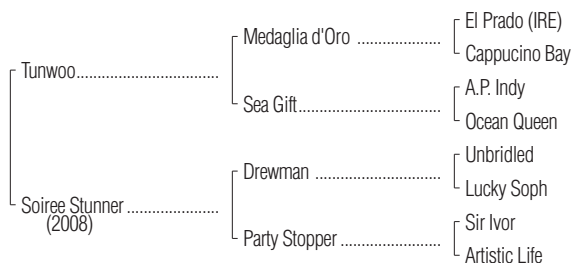 El Prado (IRE)
Medaglia d'Oro ....................
Cappucino Bay
Tunwoo..................................
A.P. Indy
Sea Gift...................................
Ocean Queen
Unbridled
Drewman ...............................
Lucky Soph
Soiree Stunner ......................
(2008)
Sir Ivor
Party Stopper ........................
Artistic Life